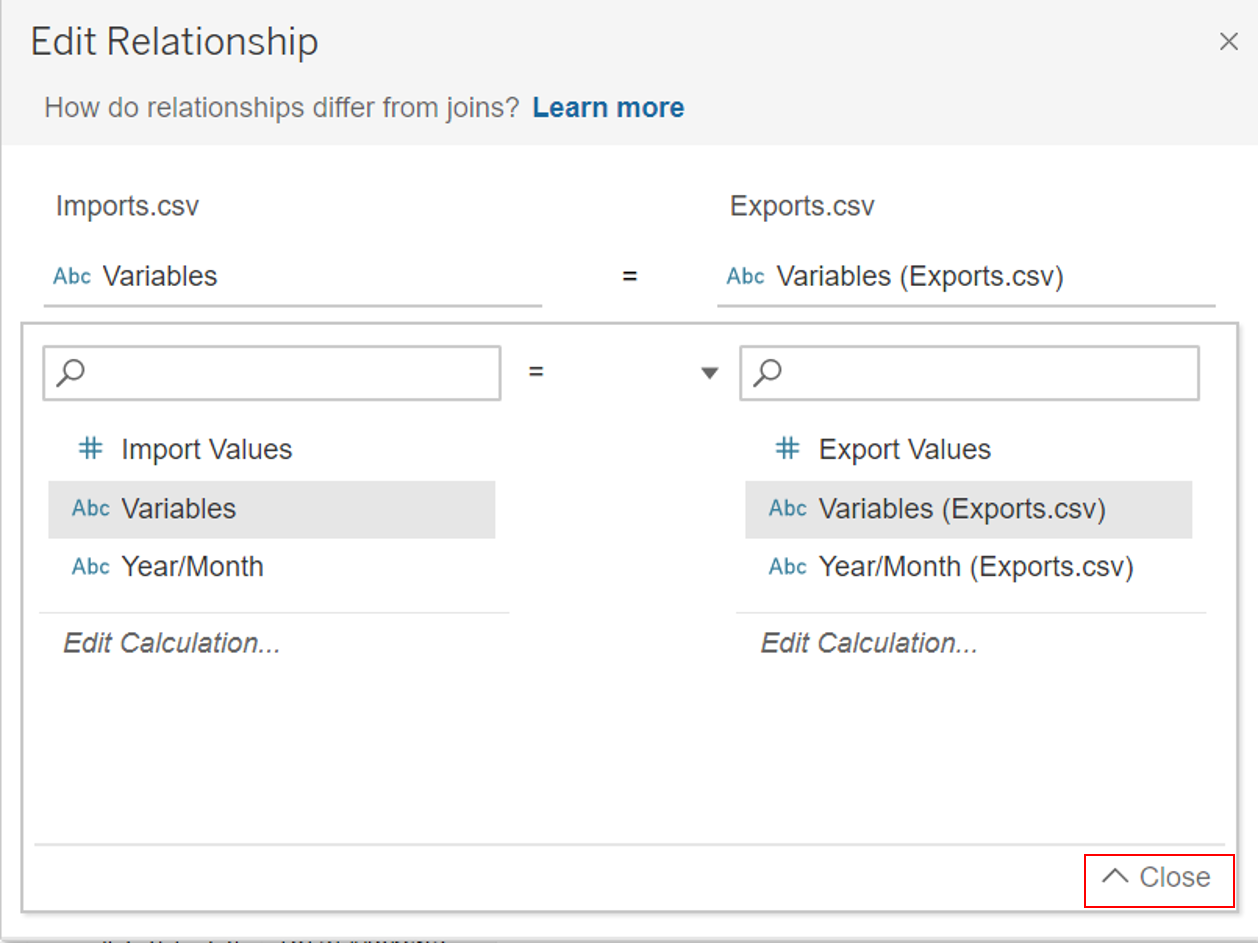 Edit Relationship
How do relationships differ from joins? Learn more
Imports.csv Exports.csv
Abc Variables = Abc Variables (Exports.csv)
=
# Import Values # Export Values
Abc Variables Abc Variables (Exports.csv)
Abc Year/Month Abc Year/Month (Exports.csv)
Edit Calculation... Edit Calculation...
Close